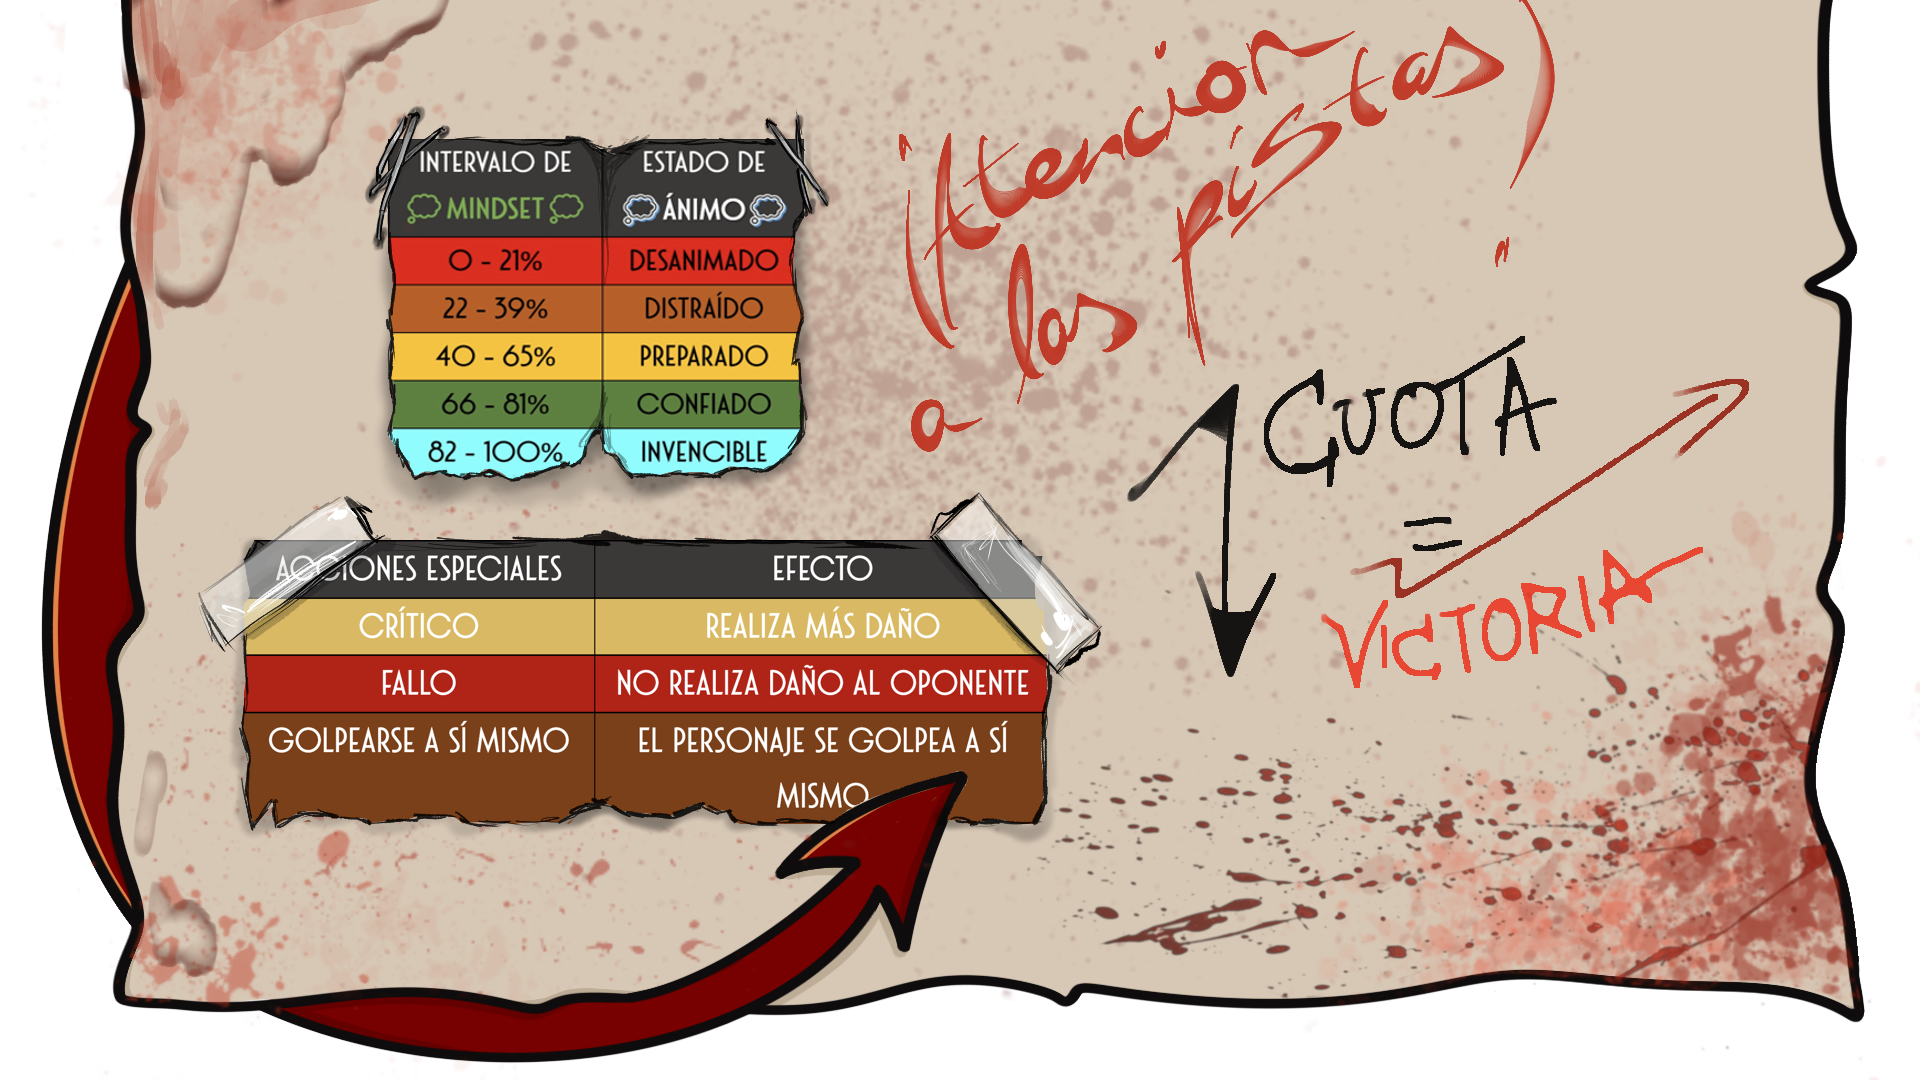 INTERVALO DE ESTADO DE
MINDSET ÁNIMO
0 - 21% DESANIMADO
22 - 39% DISTRAÍDO
40 - 65% PREPARADO
66 - 81% CONFIADO
82 - 100% INVENCIBLE
¡Atencion
a las pistas)
CUOTA
=
VICTORIA
ACCIONES ESPECIALES EFECTO
CRÍTICO REALIZA MÁS DAÑO
FALLO NO REALIZA DAÑO AL OPONENTE
GOLPEARSE A SÍ MISMO EL PERSONAJE SE GOLPEA A SÍ
MISMO